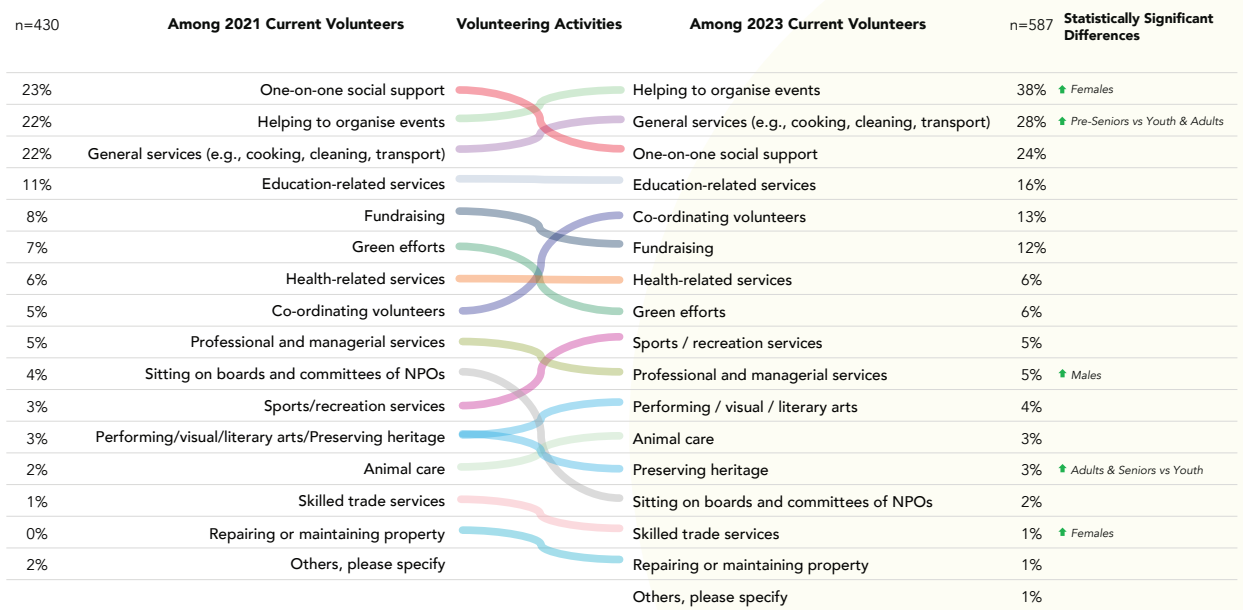 n=430 Among 2021 Current Volunteers Volunteering Activities Among 2023 Current Volunteers n=587 Statistically Significant
Differences
23% One-on-one social support Helping to organise events 38% Females
22% Helping to organise events General services (e.g., cooking, cleaning, transport) 28% Pre-Seniors vs Youth & Adults
22% General services (e.g., cooking, cleaning, transport) One-on-one social support 24%
11% Education-related services Education-related services 16%
8% Fundraising Co-ordinating volunteers 13%
7% Green efforts Fundraising 12%
6% Health-related services Health-related services 6%
5% Co-ordinating volunteers Green efforts 6%
5% Professional and managerial services Sports / recreation services 5%
4% Sitting on boards and committees of NPOs Professional and managerial services 5% Males
3% Sports/recreation services Performing / visual / literary arts 4%
3% Performing/visual/literary arts/Preserving heritage Animal care 3%
2% Animal care Preserving heritage 3% Adults & Seniors vs Youth
1% Skilled trade services Sitting on boards and committees of NPOs 2%
0% Repairing or maintaining property Skilled trade services 1% Females
2% Others, please specify Repairing or maintaining property 1%
Others, please specify 1%